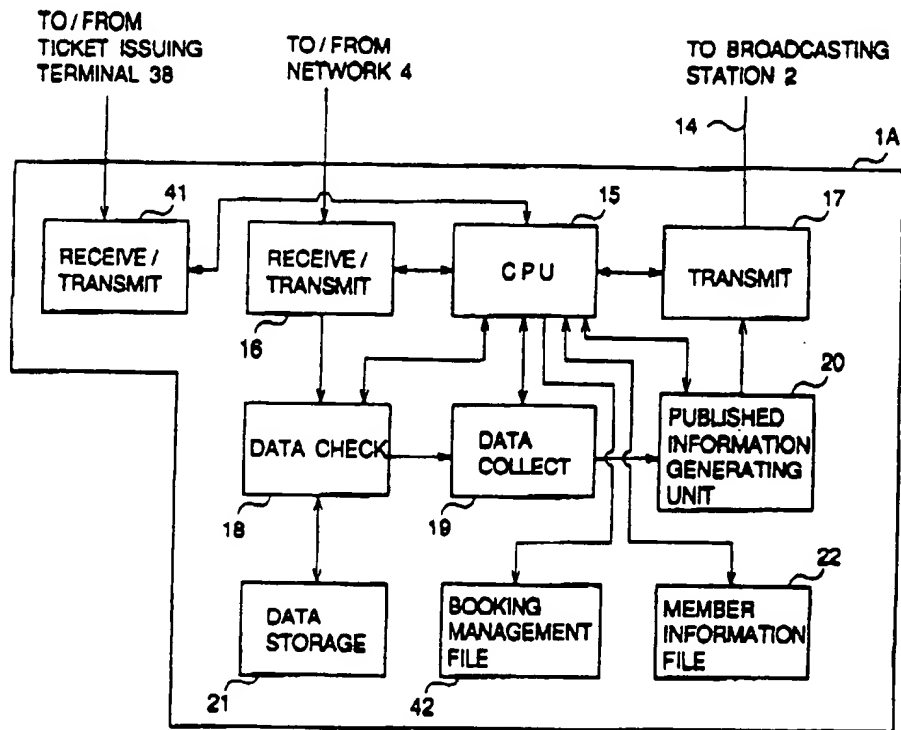 TO/FROM
TICKET ISSUING
TERMINAL 38
TO/FROM
NETWORK 4
TO BROADCASTING
STATION 2
14
1A
41
15
17
RECEIVE/
TRANSMIT
RECEIVE/
TRANSMIT
CPU
TRANSMIT
16
20
DATA CHECK
DATA
COLLECT
PUBLISHED
INFORMATION
GENERATING
UNIT
18
19
22
DATA
STORAGE
BOOKING
MANAGEMENT
FILE
MEMBER
INFORMATION
FILE
21
42